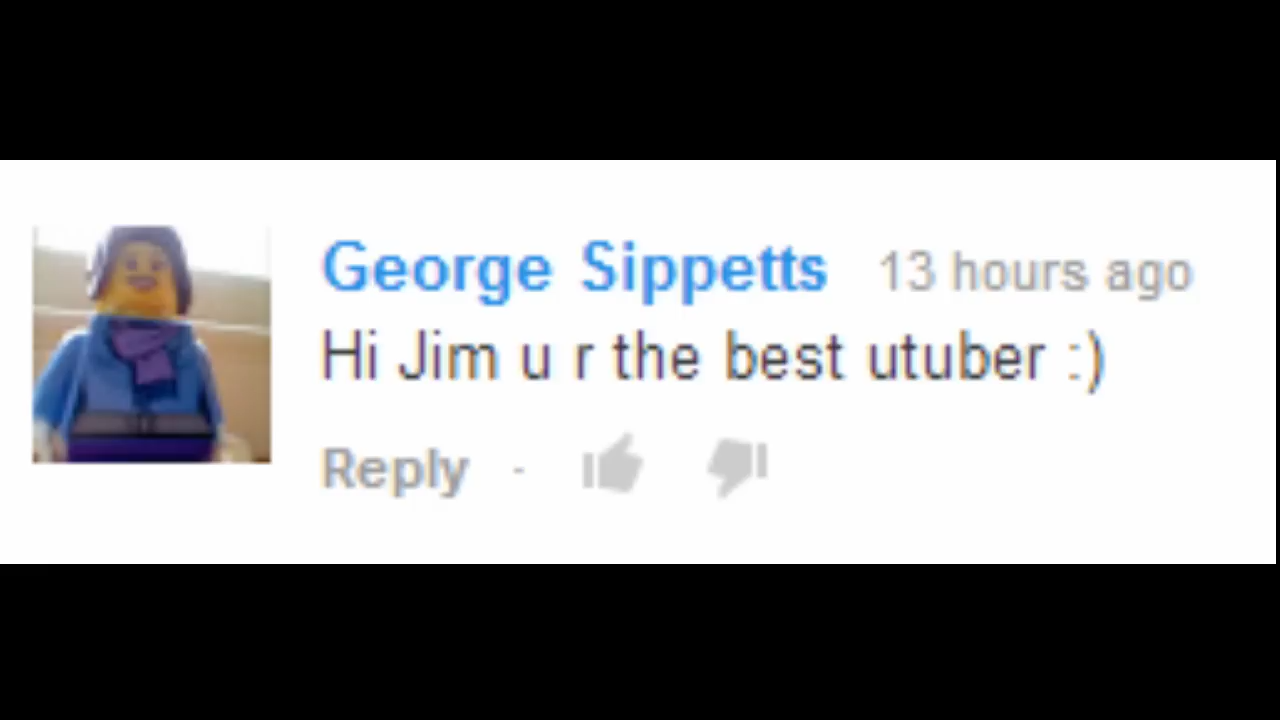 George Sippetts 13 hours ago
Hi Jim u r the best utuber :)
Reply ·